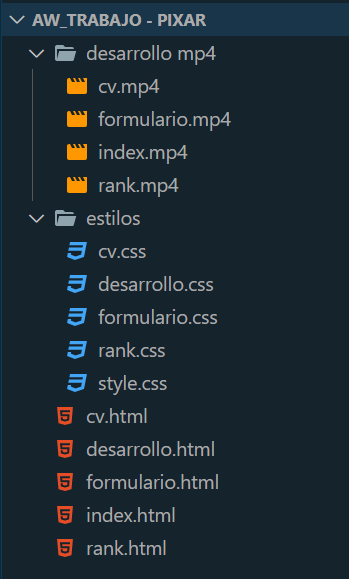 AW_TRABAJO - PIXAR
desarrollo mp4
cv.mp4
formulario.mp4
index.mp4
rank.mp4
estilos
cv.css
desarrollo.css
formulario.css
rank.css
style.css
cv.html
desarrollo.html
formulario.html
index.html
rank.html